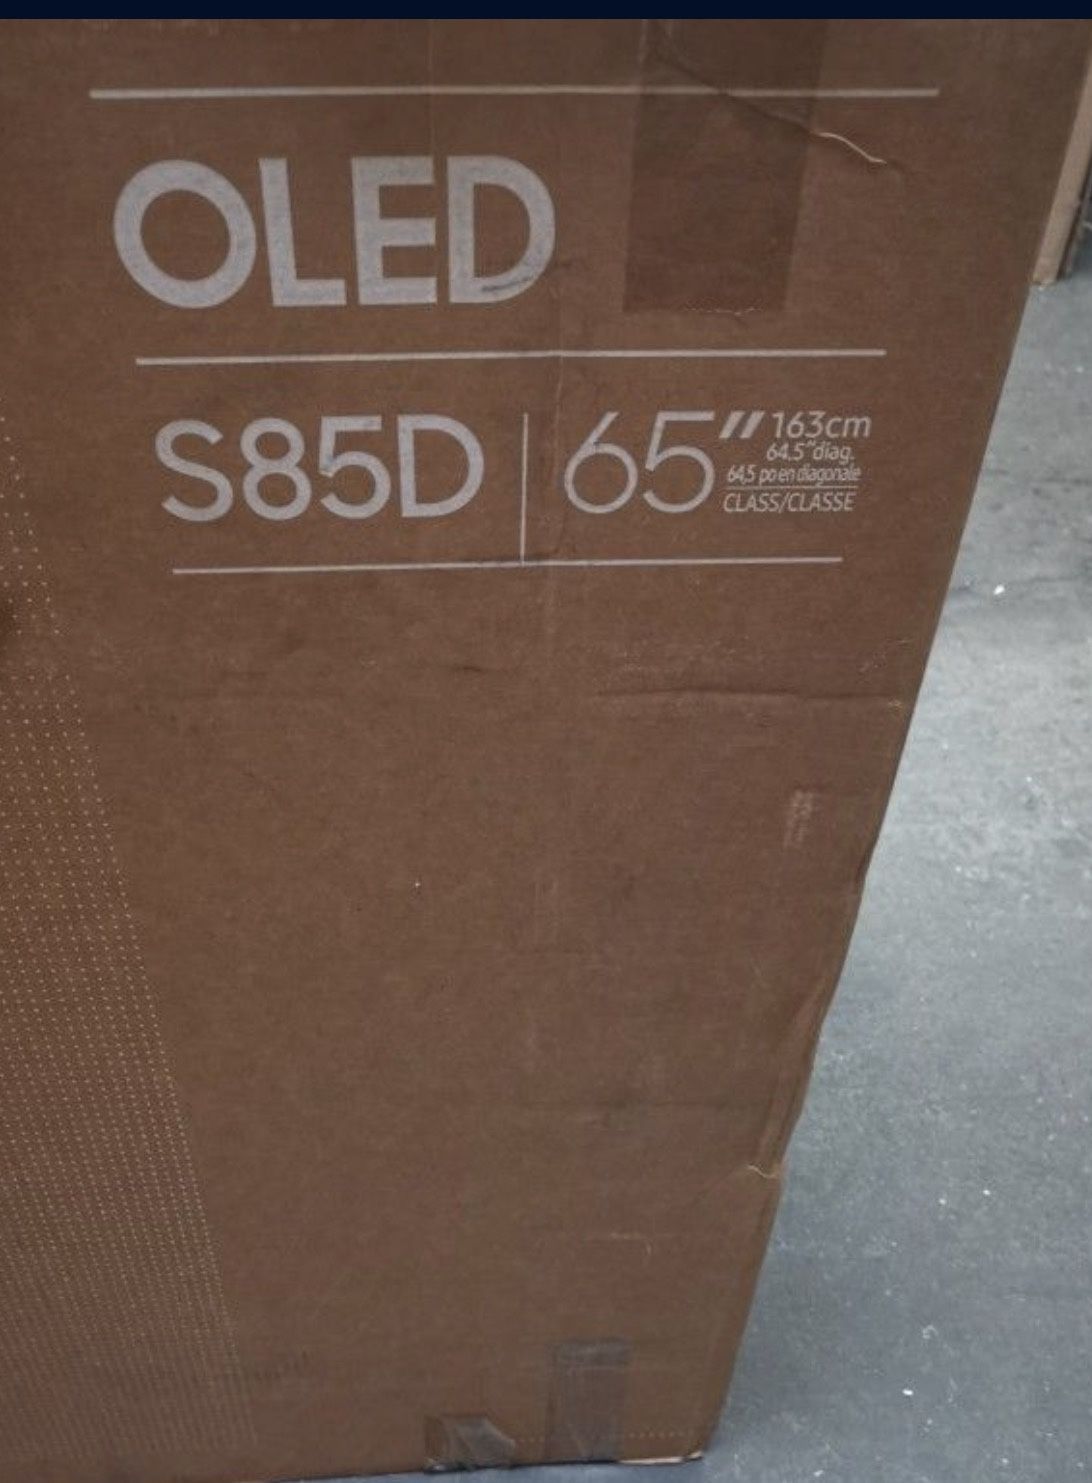 OLED
S85D
65" 163cm
64.5"diag.
64,5 po en diagonale
CLASS/CLASSE